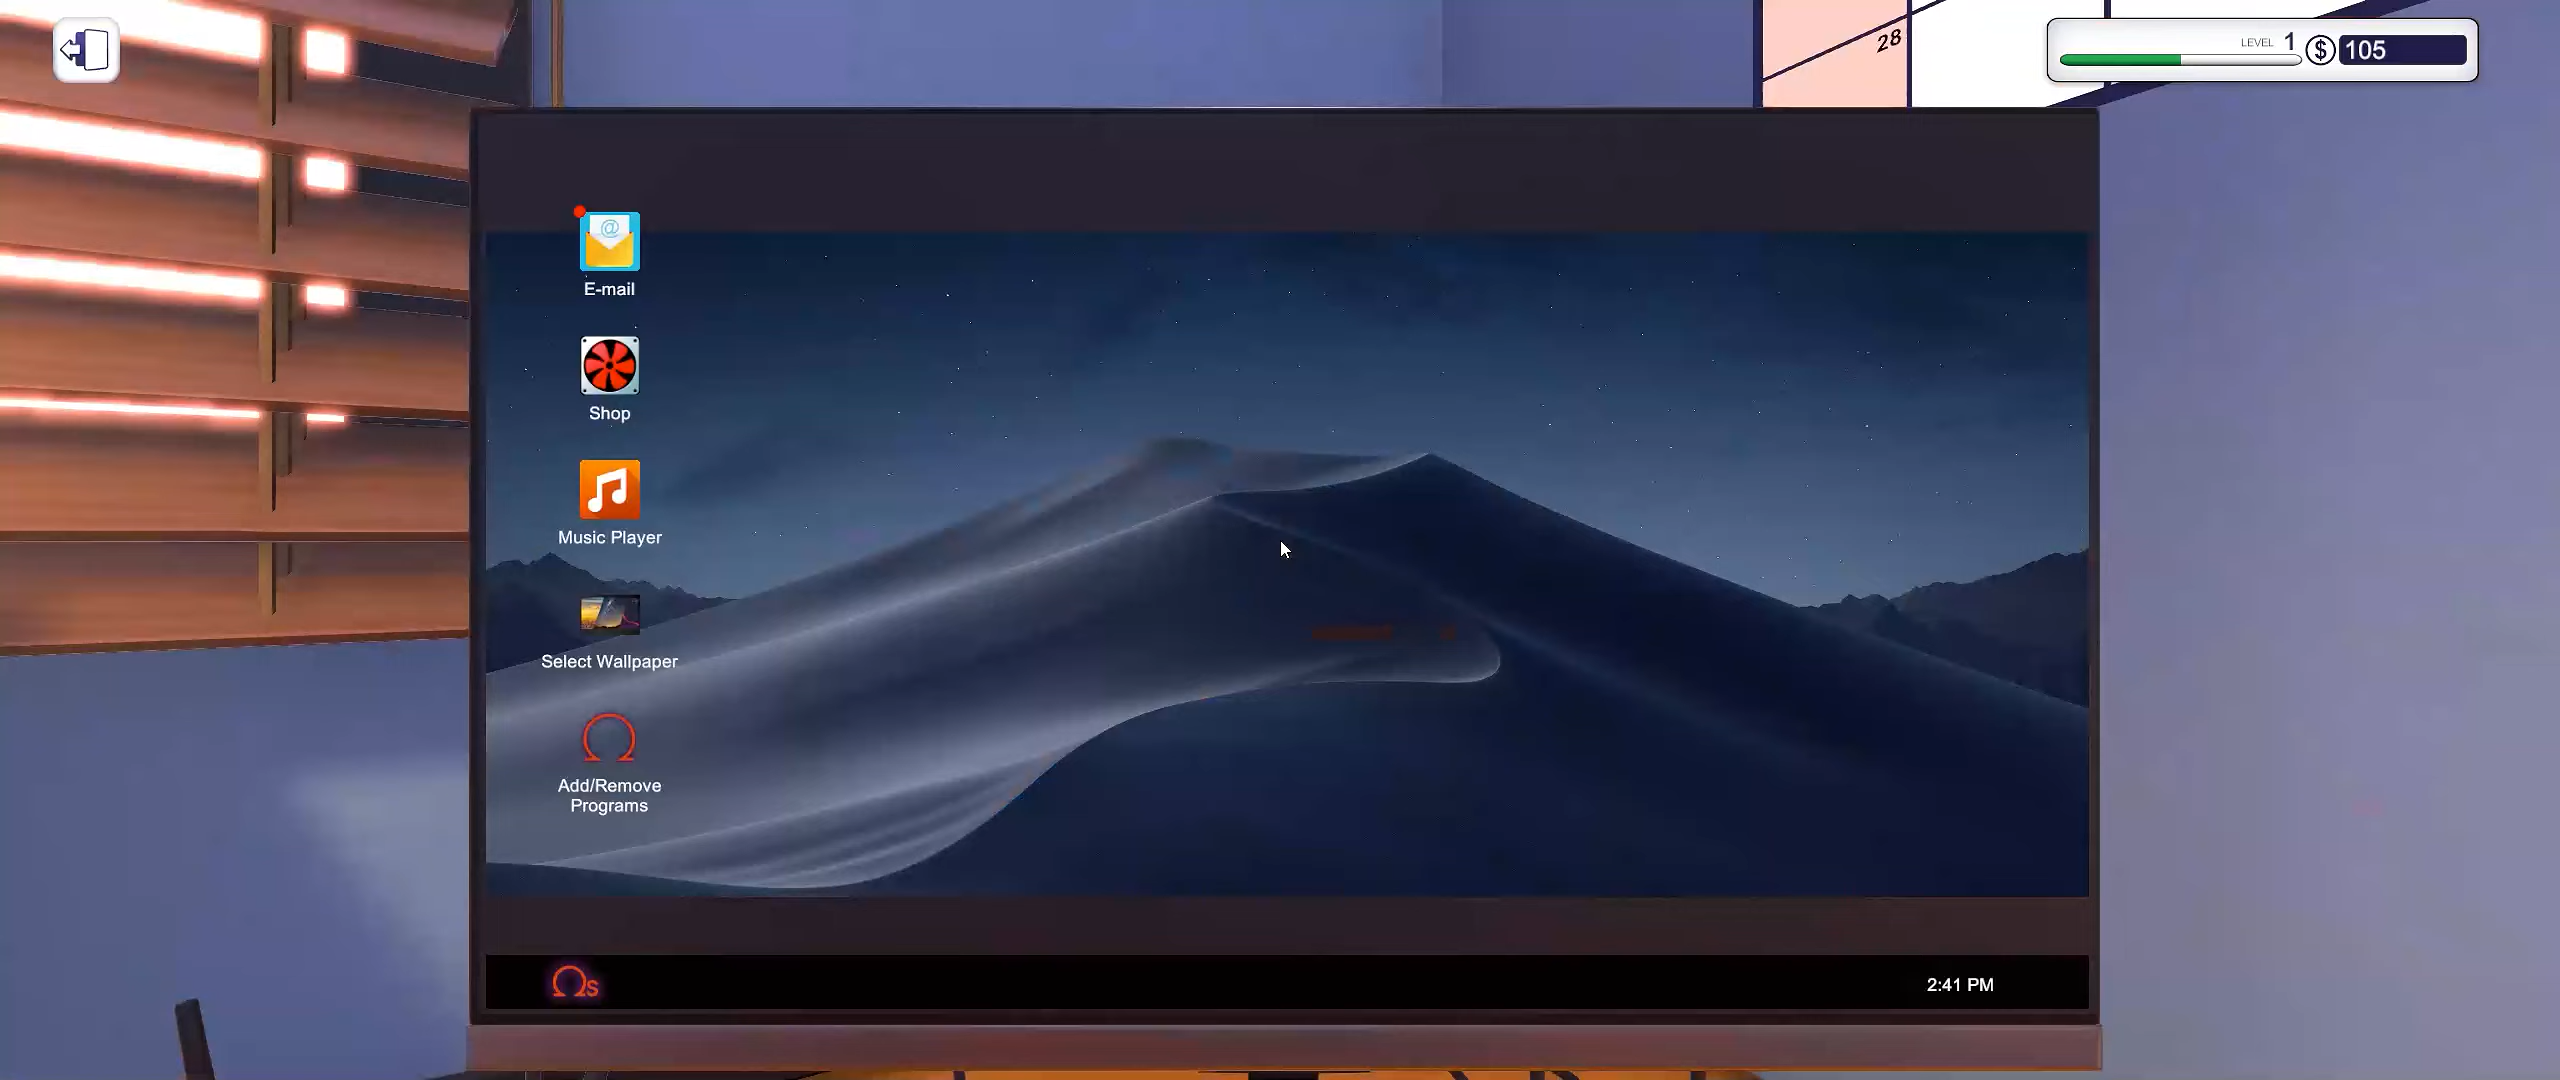 28
LEVEL 1
$ 105
@
E-mail
Shop
Music Player
Select Wallpaper
Add/Remove
Programs
Ωs
2:41 PM